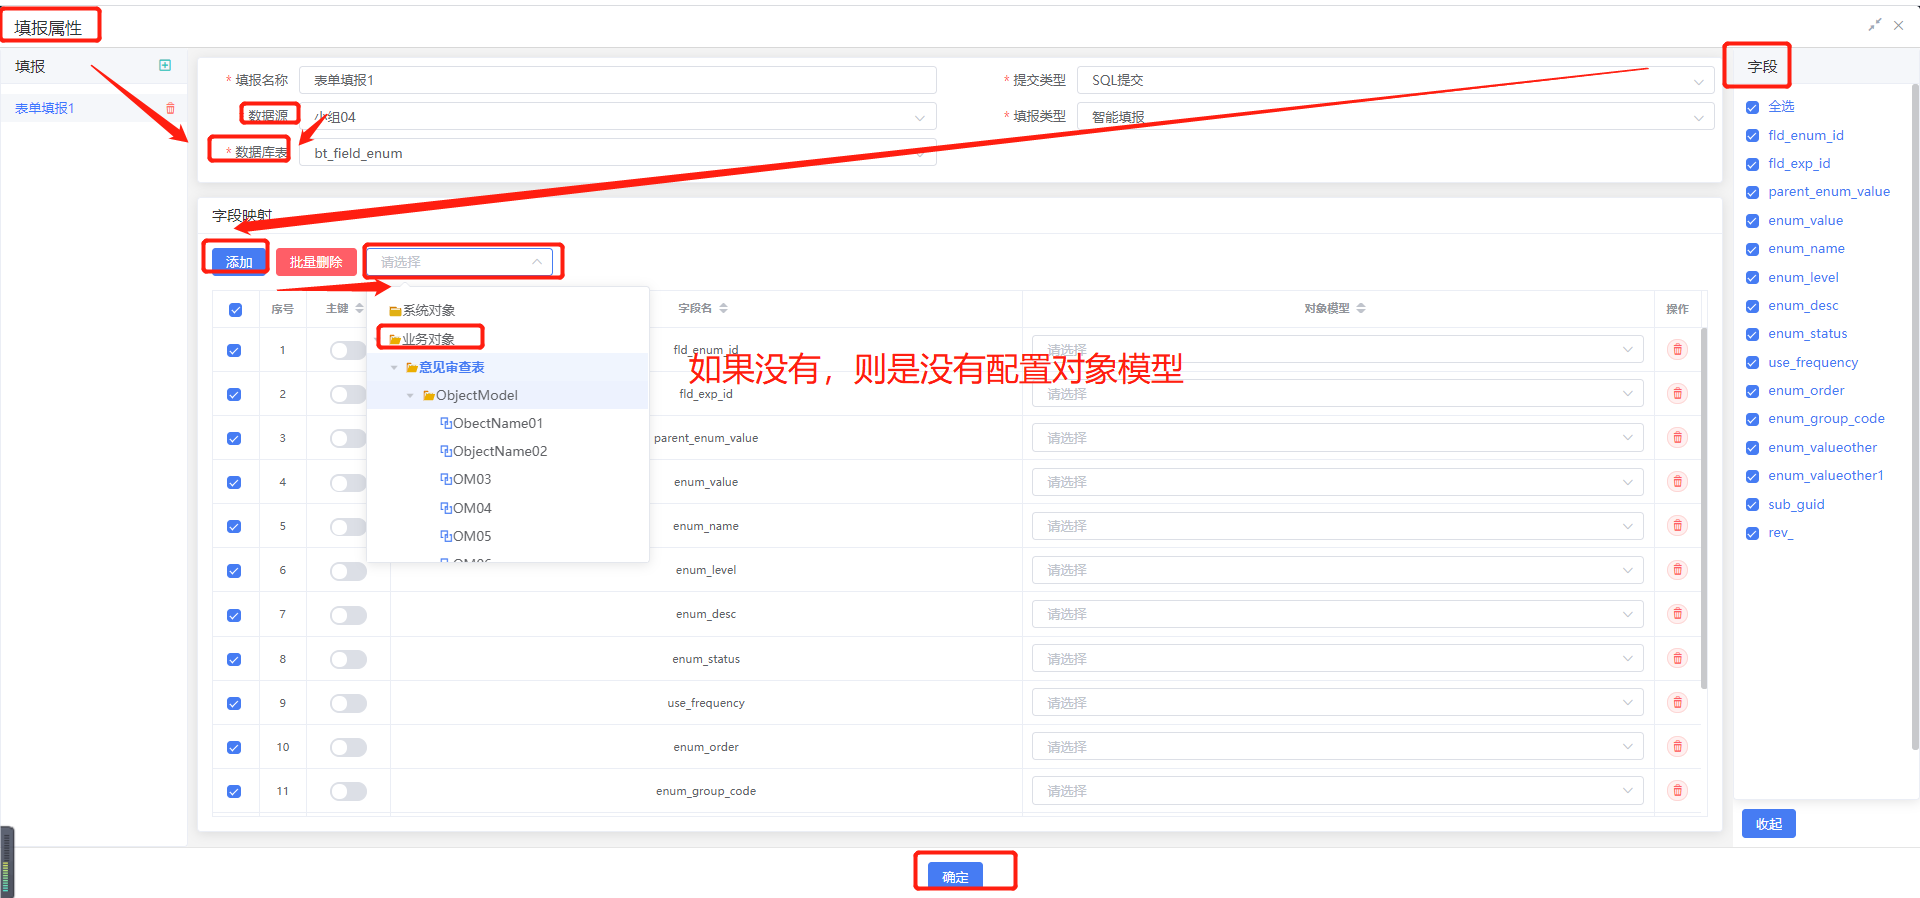 填报属性
填报
表单填报1
* 填报名称
表单填报1
* 提交类型
SQL提交
数据源
小组04
* 填报类型
智能填报
* 数据库表
bt_field_enum
字段映射
添加
批量删除
请选择
系统对象
业务对象
意见审查表
ObjectModel
ObectName01
ObjectName02
OM03
OM04
OM05
OM06
序号
主键
字段名
对象模型
操作
如果没有，则是没有配置对象模型
1
fld_enum_id
请选择
2
fld_exp_id
请选择
3
parent_enum_value
请选择
4
enum_value
请选择
5
enum_name
请选择
6
enum_level
请选择
7
enum_desc
请选择
8
enum_status
请选择
9
use_frequency
请选择
10
enum_order
请选择
11
enum_group_code
请选择
字段
全选
fld_enum_id
fld_exp_id
parent_enum_value
enum_value
enum_name
enum_level
enum_desc
enum_status
use_frequency
enum_order
enum_group_code
enum_valueother
enum_valueother1
sub_guid
rev_
收起
确定